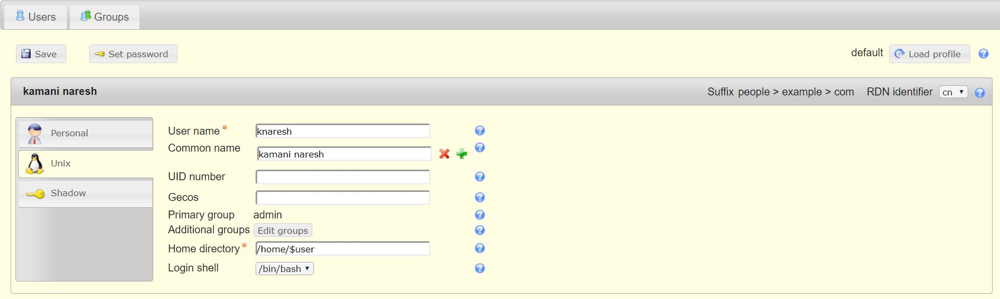 Users Groups
Save Set password default Load profile
kamani naresh Suffix people > example > com RDN identifier cn
Personal
Unix
Shadow
User name* knaresh
Common name kamani naresh
UID number
Gecos
Primary group admin
Additional groups Edit groups
Home directory* /home/$user
Login shell /bin/bash